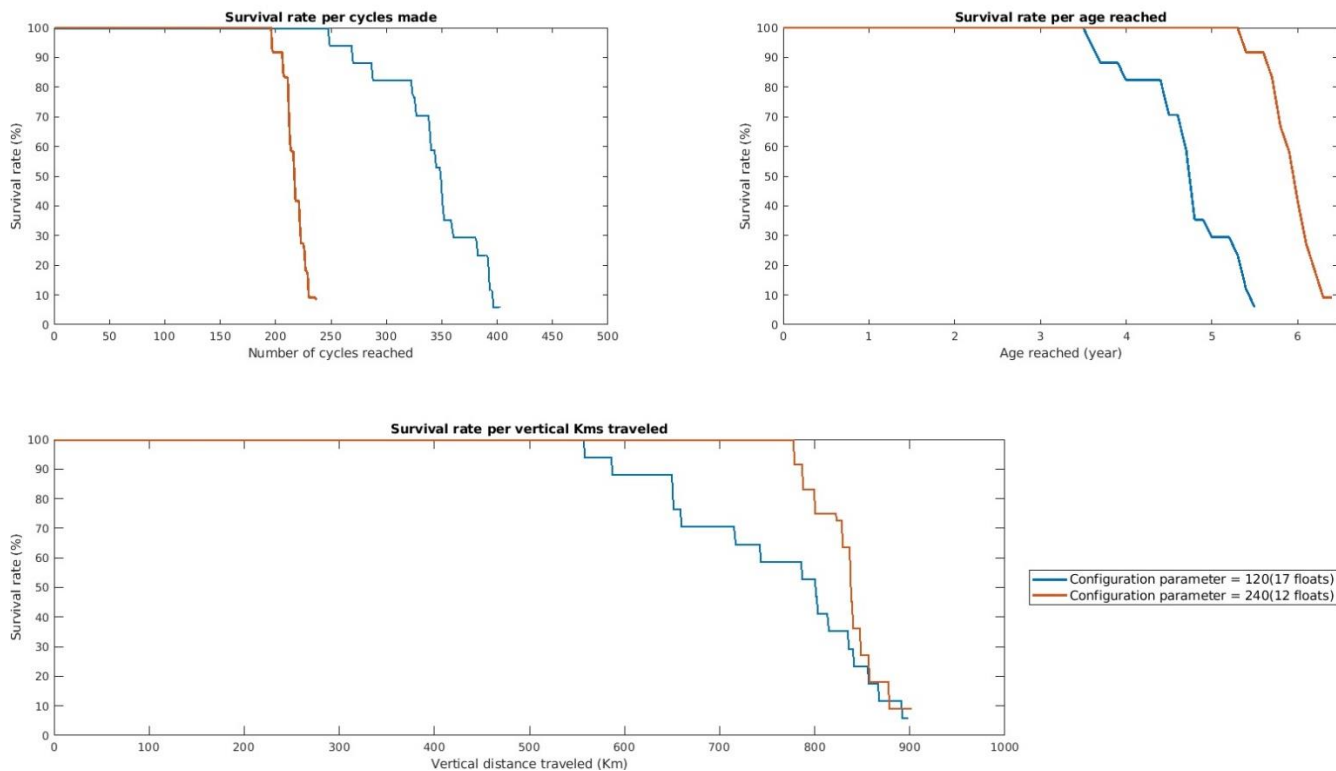 Survival rate per cycles made
100
90
80
70
60
50
40
30
20
10
0
Survival rate (%)
0 50 100 150 200 250 300 350 400 450 500
Number of cycles reached
Survival rate per age reached
100
90
80
70
60
50
40
30
20
10
0
Survival rate (%)
0 1 2 3 4 5 6
Age reached (year)
Survival rate per vertical Kms traveled
100
90
80
70
60
50
40
30
20
10
0
Survival rate (%)
0 100 200 300 400 500 600 700 800 900 1000
Vertical distance traveled (Km)
Configuration parameter = 120(17 floats)
Configuration parameter = 240(12 floats)